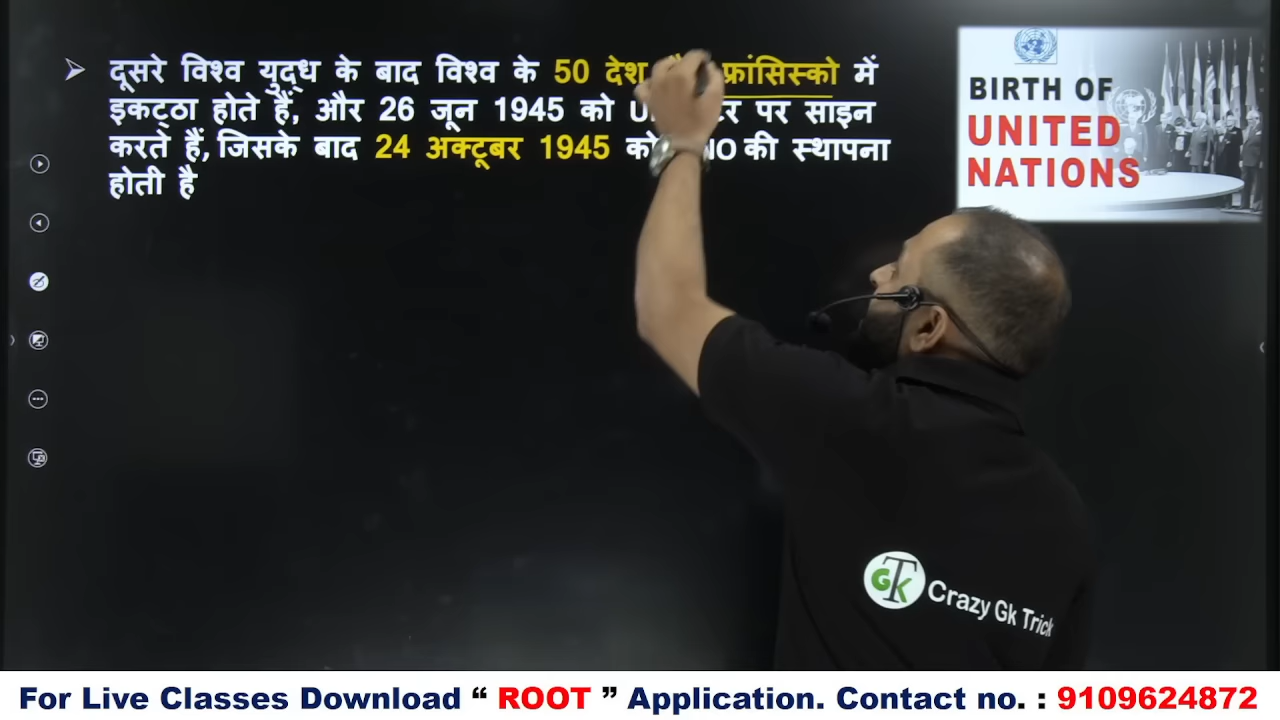 दूसरे विश्व युद्ध के बाद विश्व के 50 देश फ्रांसिस्को में
इकट्ठा होते हैं, और 26 जून 1945 को पर साइन
करते हैं, जिसके बाद 24 अक्टूबर 1945 को की स्थापना
होती है
BIRTH OF
UNITED
NATIONS
GTK Crazy Gk Trick
For Live Classes Download “ ROOT ” Application. Contact no. : 9109624872